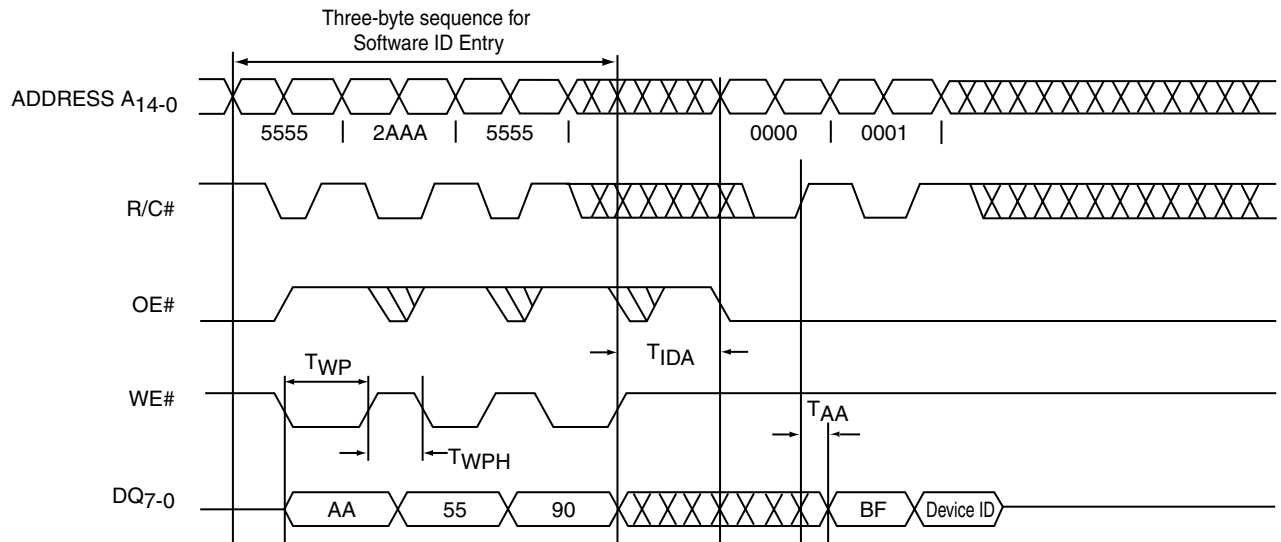 Three-byte sequence for
Software ID Entry
ADDRESS A14-0
5555 | 2AAA | 5555 | 0000 | 0001 |
R/C#
OE#
TIDA
TWP
WE#
TAA
TWPH
DQ7-0
AA 55 90 BF Device ID